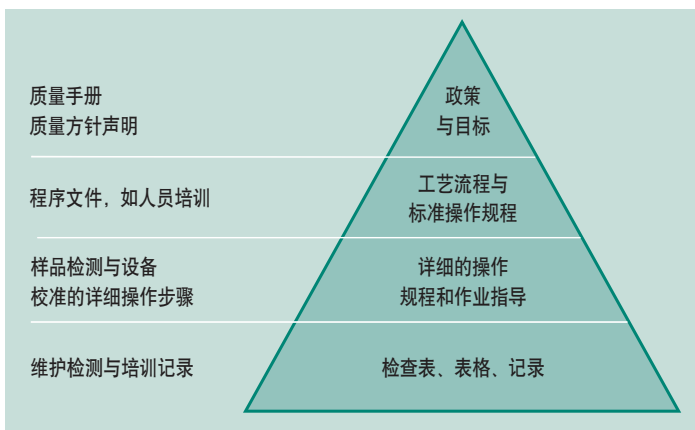 质量手册
质量方针声明
政策
与目标
程序文件，如人员培训
工艺流程与
标准操作规程
样品检测与设备
校准的详细操作步骤
详细的操作
规程和作业指导
维护检测与培训记录
检查表、表格、记录